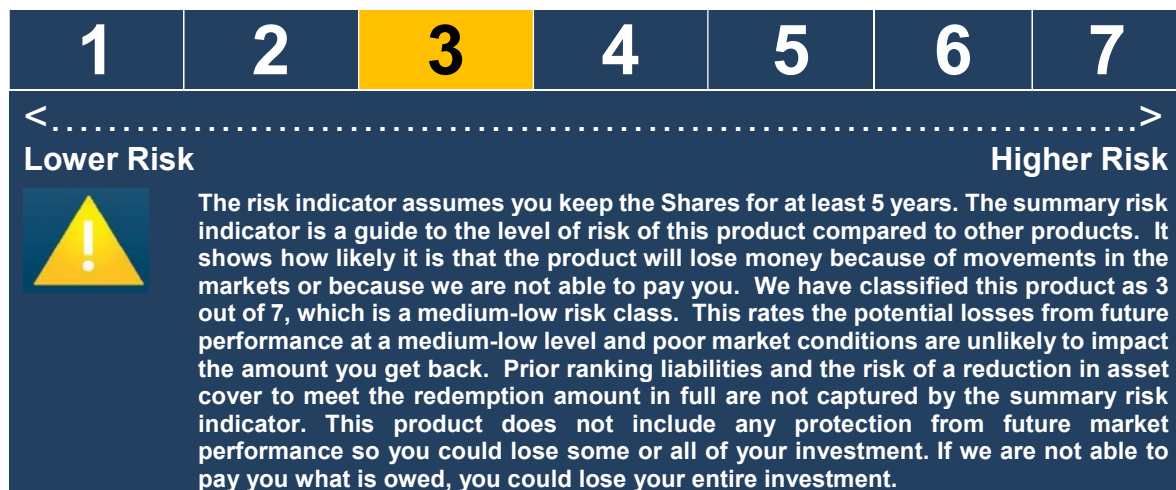 1 2 3 4 5 6 7
<...........................................................................>
Lower Risk Higher Risk
The risk indicator assumes you keep the Shares for at least 5 years. The summary risk
indicator is a guide to the level of risk of this product compared to other products. It
shows how likely it is that the product will lose money because of movements in the
markets or because we are not able to pay you. We have classified this product as 3
out of 7, which is a medium-low risk class. This rates the potential losses from future
performance at a medium-low level and poor market conditions are unlikely to impact
the amount you get back. Prior ranking liabilities and the risk of a reduction in asset
cover to meet the redemption amount in full are not captured by the summary risk
indicator. This product does not include any protection from future market
performance so you could lose some or all of your investment. If we are not able to
pay you what is owed, you could lose your entire investment.